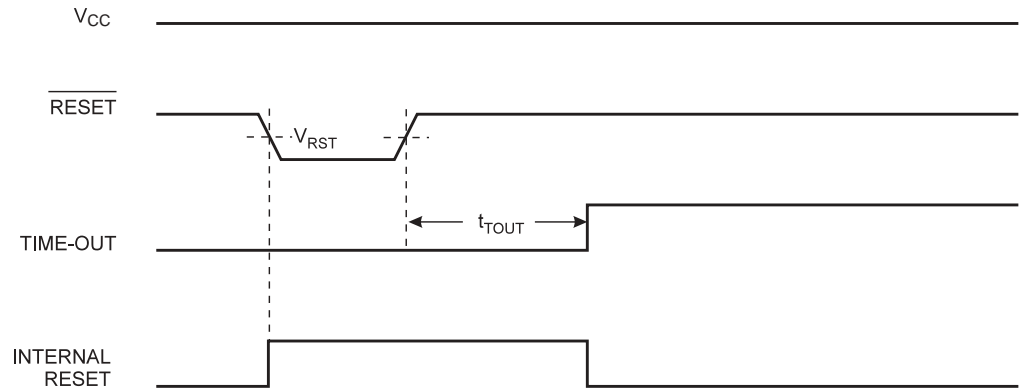 VCC
RESET
VRST
tTOUT
TIME-OUT
INTERNAL
RESET